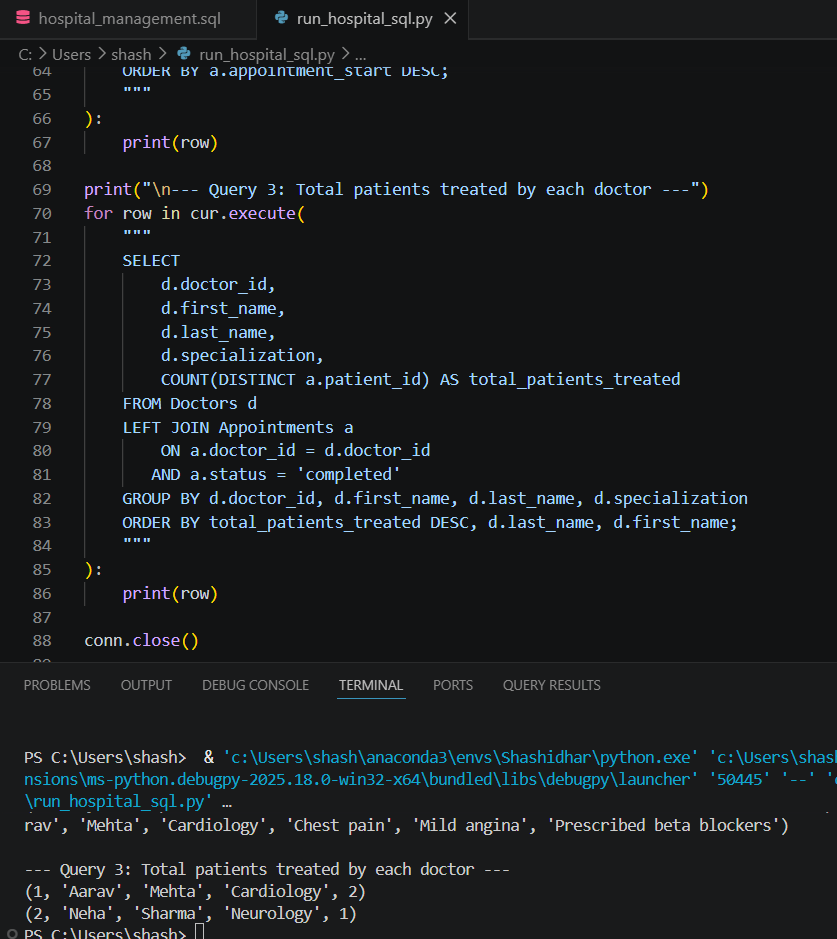 hospital_management.sql
run_hospital_sql.py
C: > Users > shash > run_hospital_sql.py > ...
64 ORDER BY a.appointment_start DESC;
65 """
66 ):
67 print(row)
68
69 print("\n--- Query 3: Total patients treated by each doctor ---")
70 for row in cur.execute(
71 """
72 SELECT
73 d.doctor_id,
74 d.first_name,
75 d.last_name,
76 d.specialization,
77 COUNT(DISTINCT a.patient_id) AS total_patients_treated
78 FROM Doctors d
79 LEFT JOIN Appointments a
80 ON a.doctor_id = d.doctor_id
81 AND a.status = 'completed'
82 GROUP BY d.doctor_id, d.first_name, d.last_name, d.specialization
83 ORDER BY total_patients_treated DESC, d.last_name, d.first_name;
84 """
85 ):
86 print(row)
87
88 conn.close()
PROBLEMS OUTPUT DEBUG CONSOLE TERMINAL PORTS QUERY RESULTS
PS C:\Users\shash> & 'c:\Users\shash\anaconda3\envs\Shashidhar\python.exe' 'c:\Users\shas
nsions\ms-python.debugpy-2025.18.0-win32-x64\bundled\libs\debugpy\launcher' '50445' '--' '
\run_hospital_sql.py' …
rav', 'Mehta', 'Cardiology', 'Chest pain', 'Mild angina', 'Prescribed beta blockers')
--- Query 3: Total patients treated by each doctor ---
(1, 'Aarav', 'Mehta', 'Cardiology', 2)
(2, 'Neha', 'Sharma', 'Neurology', 1)
PS C:\Users\shash>